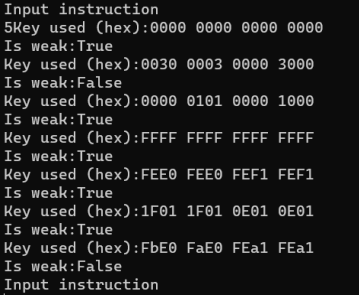 Input instruction
5Key used (hex):0000 0000 0000 0000
Is weak:True
Key used (hex):0030 0003 0000 3000
Is weak:False
Key used (hex):0000 0101 0000 1000
Is weak:True
Key used (hex):FFFF FFFF FFFF FFFF
Is weak:True
Key used (hex):FEE0 FEE0 FEF1 FEF1
Is weak:True
Key used (hex):1F01 1F01 0E01 0E01
Is weak:True
Key used (hex):FbE0 FaE0 FEa1 FEa1
Is weak:False
Input instruction